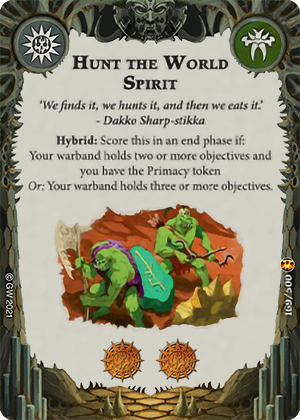 HUNT THE WORLD
SPIRIT
'We finds it, we hunts it, and then we eats it.'
- Dakko Sharp-stikka
Hybrid: Score this in an end phase if:
Your warband holds two or more objectives and
you have the Primacy token
Or: Your warband holds three or more objectives.
© GW 2021
005/691